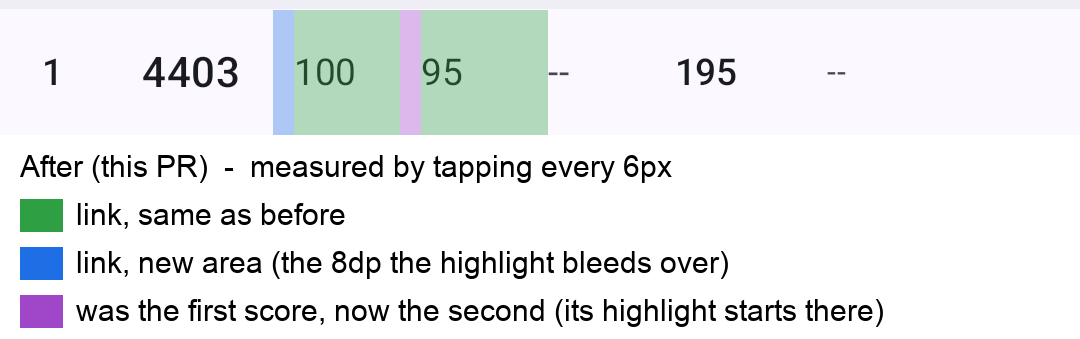 1 4403 100 95 -- 195 --
After (this PR) - measured by tapping every 6px
link, same as before
link, new area (the 8dp the highlight bleeds over)
was the first score, now the second (its highlight starts there)